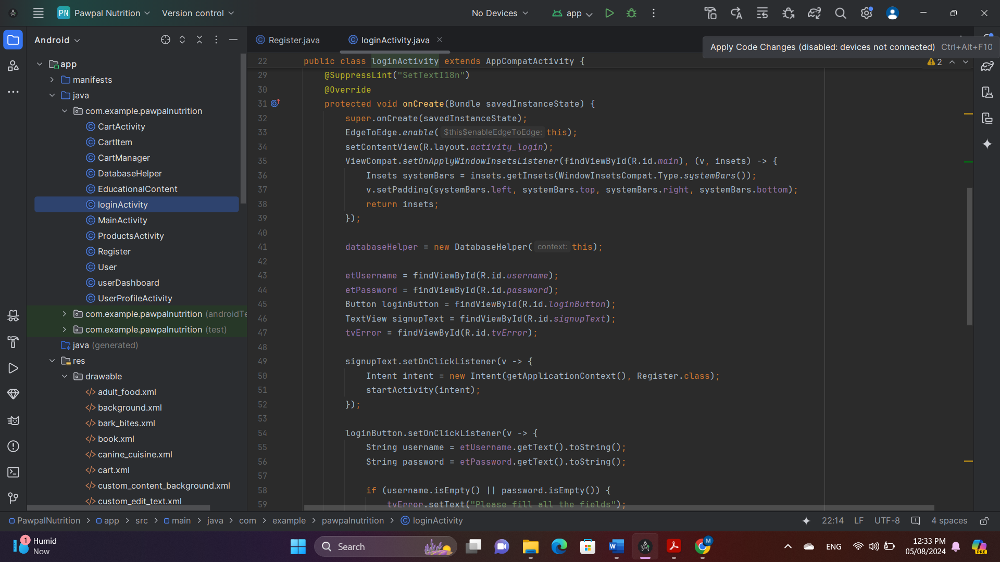 PN Pawpal Nutrition Version control No Devices app
Android
Register.java loginActivity.java
Apply Code Changes (disabled: devices not connected) Ctrl+Alt+F10
2
app
manifests
java
com.example.pawpalnutrition
CartActivity
CartItem
CartManager
DatabaseHelper
EducationalContent
loginActivity
MainActivity
ProductsActivity
Register
User
userDashboard
UserProfileActivity
com.example.pawpalnutrition (androidTe
com.example.pawpalnutrition (test)
java (generated)
res
drawable
adult_food.xml
background.xml
bark_bites.xml
book.xml
canine_cuisine.xml
cart.xml
custom_content_background.xml
custom_edit_text.xml
22 public class loginActivity extends AppCompatActivity {
29 @SuppressLint("SetTextI18n")
30 @Override
31 protected void onCreate(Bundle savedInstanceState) {
32 super.onCreate(savedInstanceState);
33 EdgeToEdge.enable( $this$enableEdgeToEdge: this);
34 setContentView(R.layout.activity_login);
35 ViewCompat.setOnApplyWindowInsetsListener(findViewById(R.id.main), (v, insets) -> {
36 Insets systemBars = insets.getInsets(WindowInsetsCompat.Type.systemBars());
37 v.setPadding(systemBars.left, systemBars.top, systemBars.right, systemBars.bottom);
38 return insets;
39 });
40
41 databaseHelper = new DatabaseHelper( context: this);
42
43 etUsername = findViewById(R.id.username);
44 etPassword = findViewById(R.id.password);
45 Button loginButton = findViewById(R.id.loginButton);
46 TextView signupText = findViewById(R.id.signupText);
47 tvError = findViewById(R.id.tvError);
48
49 signupText.setOnClickListener(v -> {
50 Intent intent = new Intent(getApplicationContext(), Register.class);
51 startActivity(intent);
52 });
53
54 loginButton.setOnClickListener(v -> {
55 String username = etUsername.getText().toString();
56 String password = etPassword.getText().toString();
57
58 if (username.isEmpty() || password.isEmpty()) {
59 tvError.setText("Please fill all the fields");
PawpalNutrition > app > src > main > java > com > example > pawpalnutrition > loginActivity 22:14 LF UTF-8 4 spaces
1 Humid
Now
Search
M
PRE
ENG
12:33 PM
05/08/2024